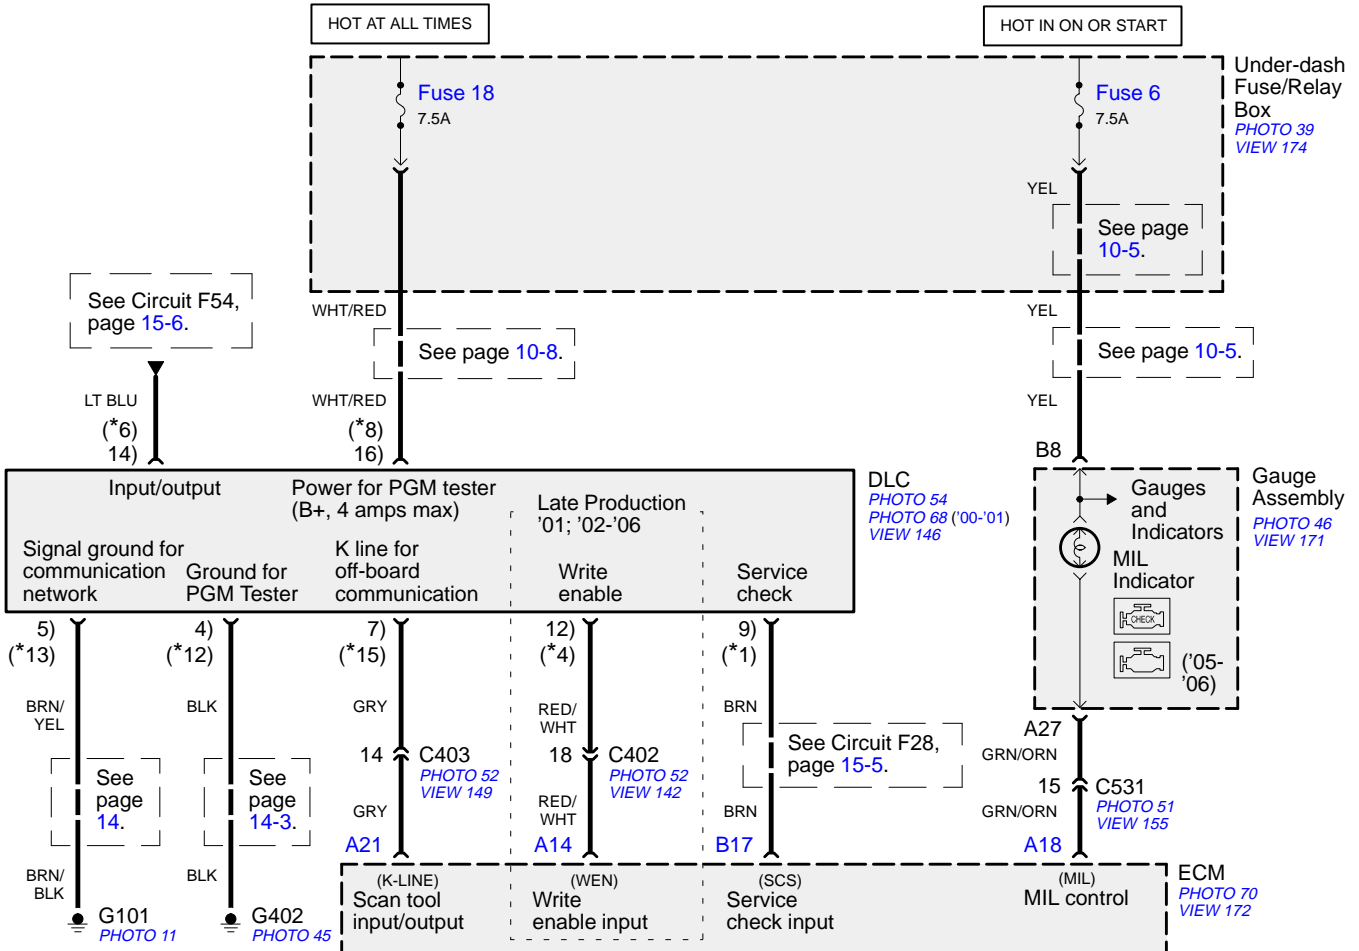 HOT AT ALL TIMES
HOT IN ON OR START
Under-dash
Fuse/Relay
Box
PHOTO 39
VIEW 174
Fuse 18
7.5A
Fuse 6
7.5A
YEL
See page
10-5.
See Circuit F54,
page 15-6.
WHT/RED
YEL
See page 10-8.
See page 10-5.
LT BLU
WHT/RED
YEL
(*6)
14)
(*8)
16)
B8
Input/output
Power for PGM tester
(B+, 4 amps max)
Late Production
’01; ’02-’06
DLC
PHOTO 54
PHOTO 68 (’00-’01)
VIEW 146
Signal ground for
communication
network
Ground for
PGM Tester
K line for
off-board
communication
Write
enable
Service
check
Gauges
and
Indicators
MIL
Indicator
CHECK
(’05-
’06)
Gauge
Assembly
PHOTO 46
VIEW 171
5)
(*13)
4)
(*12)
7)
(*15)
12)
(*4)
9)
(*1)
BRN/
YEL
BLK
GRY
RED/
WHT
BRN
A27
GRN/ORN
See
page
14.
See
page
14-3.
14
C403
PHOTO 52
VIEW 149
18
C402
PHOTO 52
VIEW 142
See Circuit F28,
page 15-5.
15
C531
PHOTO 51
VIEW 155
GRY
RED/
WHT
BRN
GRN/ORN
A21
A14
B17
A18
BRN/
BLK
BLK
G101
PHOTO 11
G402
PHOTO 45
(K-LINE)
Scan tool
input/output
(WEN)
Write
enable input
(SCS)
Service
check input
(MIL)
MIL control
ECM
PHOTO 70
VIEW 172